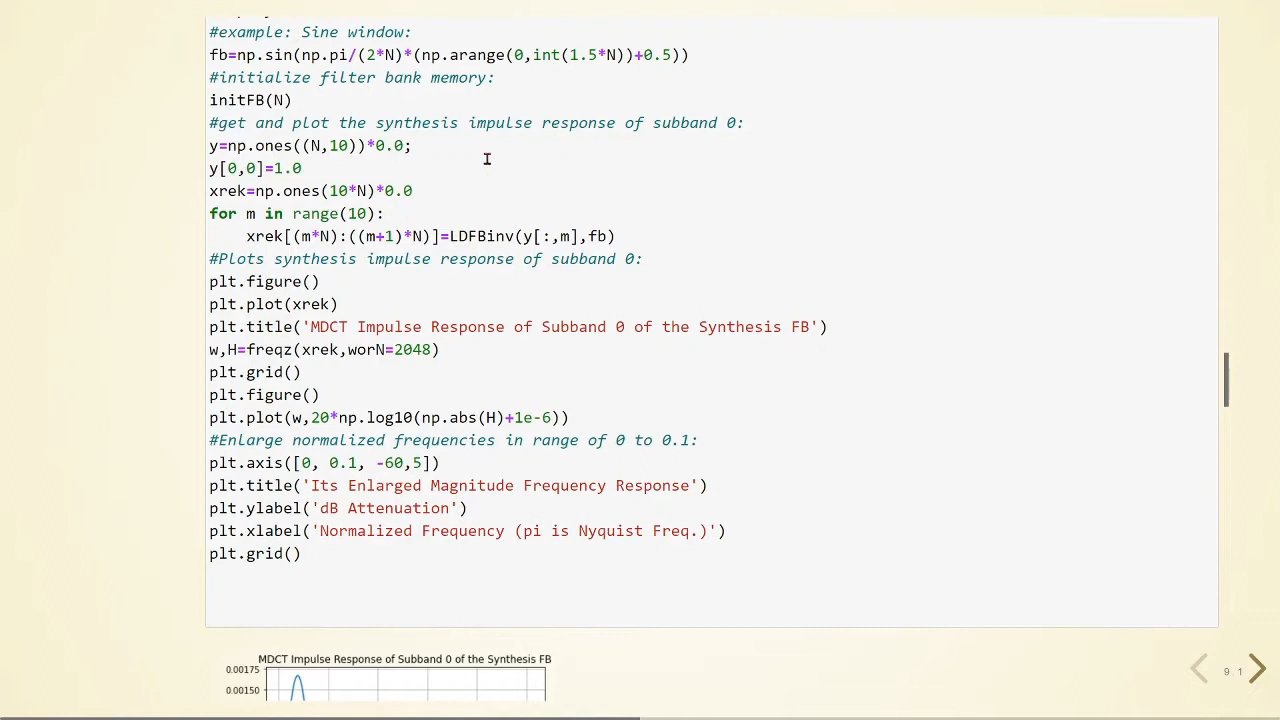 #example: Sine window:
fb=np.sin(np.pi/(2*N)*(np.arange(0,int(1.5*N))+0.5))
#initialize filter bank memory:
initFB(N)
#get and plot the synthesis impulse response of subband 0:
y=np.ones((N,10))*0.0;
y[0,0]=1.0
xrek=np.ones(10*N)*0.0
for m in range(10):
    xrek[(m*N):((m+1)*N)]=LDFBinv(y[:,m],fb)
#Plots synthesis impulse response of subband 0:
plt.figure()
plt.plot(xrek)
plt.title('MDCT Impulse Response of Subband 0 of the Synthesis FB')
w,H=freqz(xrek,worN=2048)
plt.grid()
plt.figure()
plt.plot(w,20*np.log10(np.abs(H)+1e-6))
#Enlarge normalized frequencies in range of 0 to 0.1:
plt.axis([0, 0.1, -60,5])
plt.title('Its Enlarged Magnitude Frequency Response')
plt.ylabel('dB Attenuation')
plt.xlabel('Normalized Frequency (pi is Nyquist Freq.)')
plt.grid()
MDCT Impulse Response of Subband 0 of the Synthesis FB
0.00175
0.00150
9.1